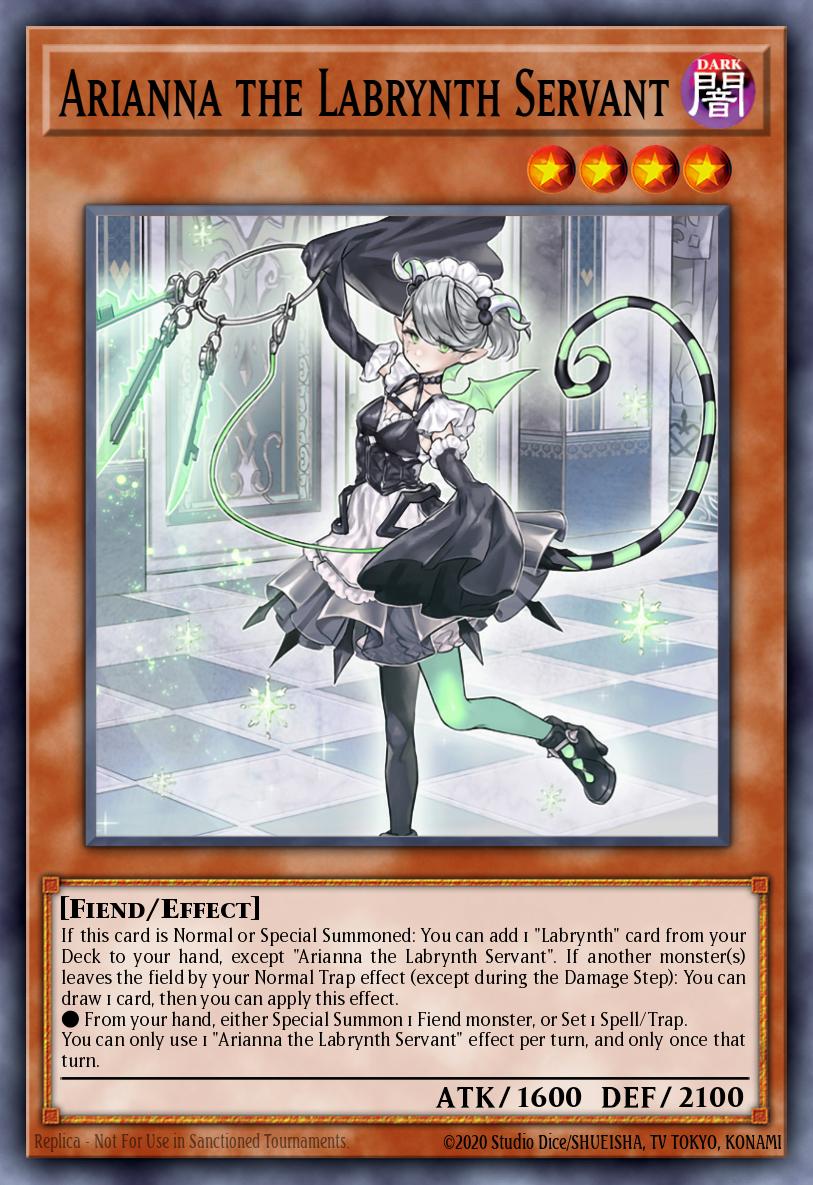 Arianna the Labrynth Servant
DARK
闇
[Fiend/Effect]
If this card is Normal or Special Summoned: You can add 1 "Labrynth" card from your
Deck to your hand, except "Arianna the Labrynth Servant". If another monster(s)
leaves the field by your Normal Trap effect (except during the Damage Step): You can
draw 1 card, then you can apply this effect.
● From your hand, either Special Summon 1 Fiend monster, or Set 1 Spell/Trap.
You can only use 1 "Arianna the Labrynth Servant" effect per turn, and only once that
turn.
ATK/1600 DEF/2100
Replica - Not For Use in Sanctioned Tournaments.
©2020 Studio Dice/SHUEISHA, TV TOKYO, KONAMI